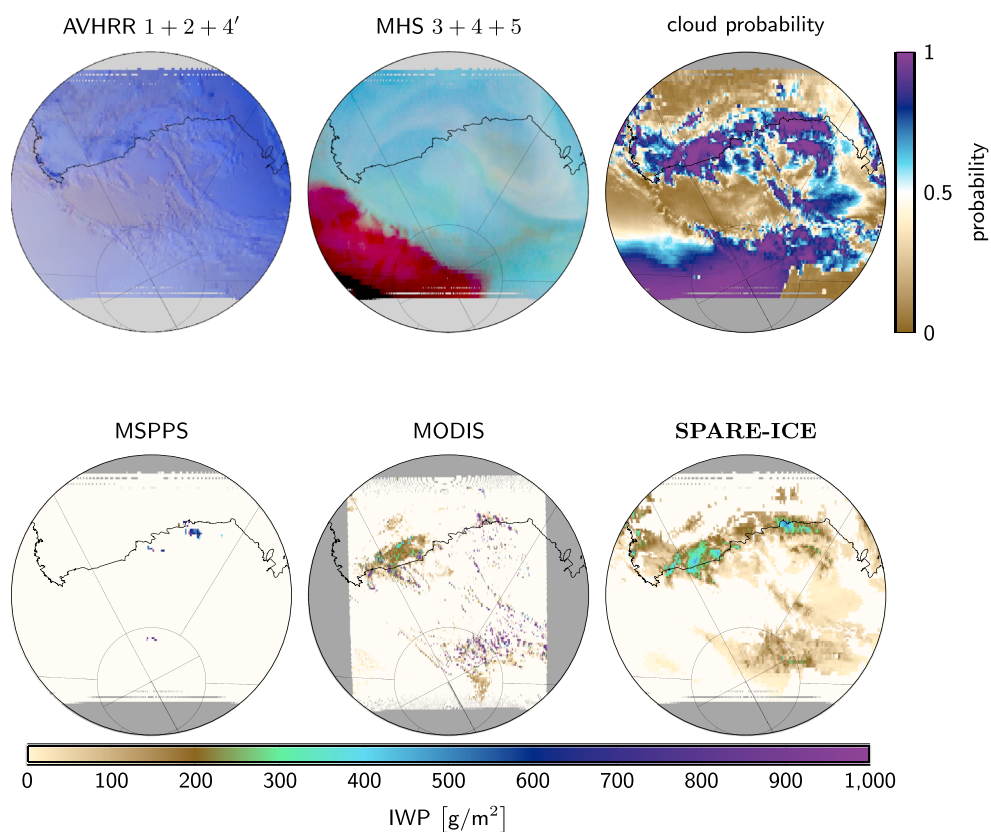 AVHRR 1 + 2 + 4′ MHS 3 + 4 + 5 cloud probability
1
0.5
0
probability
MSPPS MODIS SPARE-ICE
0 100 200 300 400 500 600 700 800 900 1,000
IWP [g/m²]